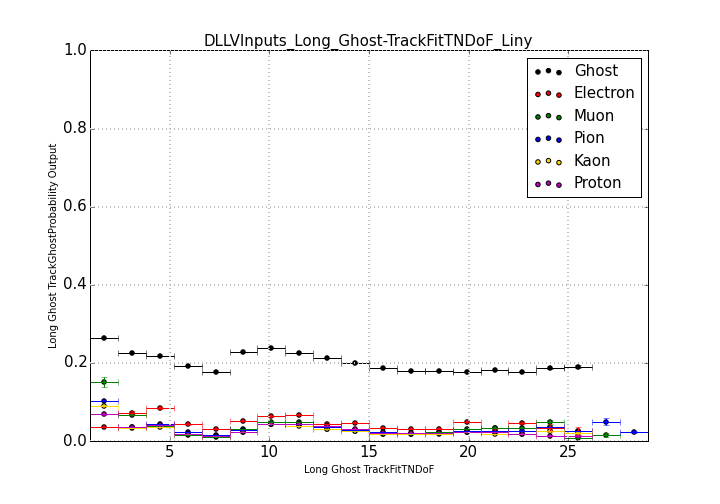 DLLVInputs_Long_Ghost-TrackFitTNDoF_Liny
1.0
0.8
0.6
0.4
0.2
0.0
Long Ghost TrackGhostProbability Output
Ghost
Electron
Muon
Pion
Kaon
Proton
5
10
15
20
25
Long Ghost TrackFitTNDoF